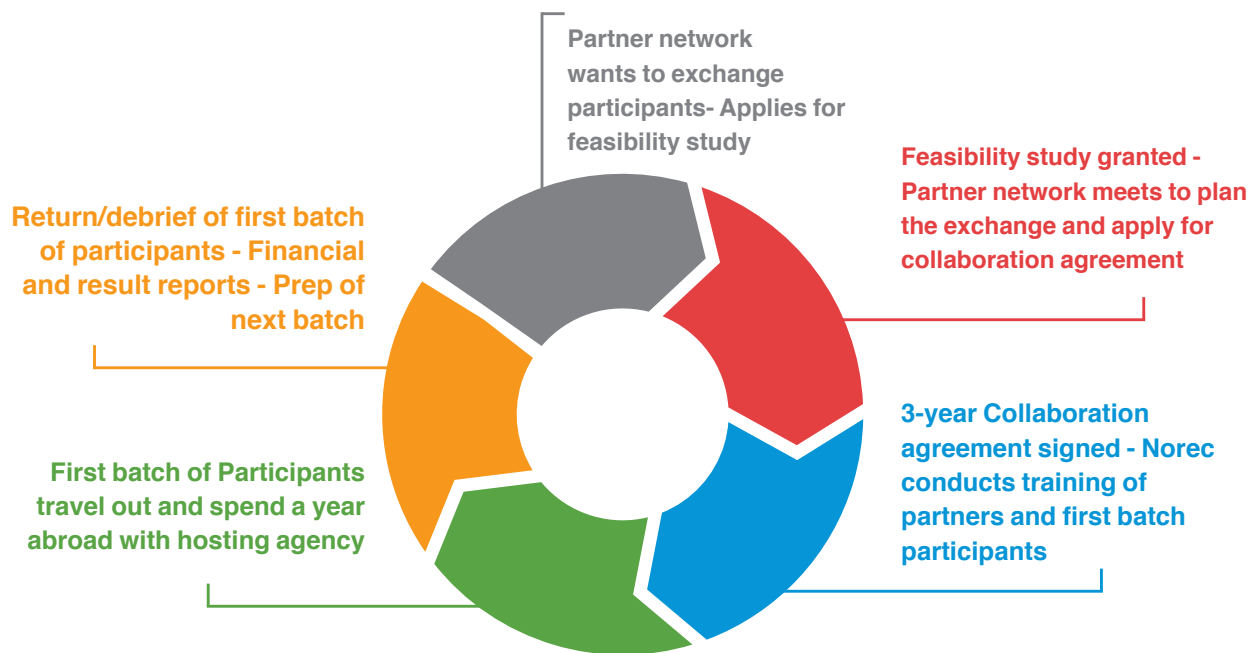 Partner network
wants to exchange
participants- Applies for
feasibility study
Feasibility study granted -
Partner network meets to plan
the exchange and apply for
collaboration agreement
3-year Collaboration
agreement signed - Norec
conducts training of
partners and first batch
participants
First batch of Participants
travel out and spend a year
abroad with hosting agency
Return/debrief of first batch
of participants - Financial
and result reports - Prep of
next batch